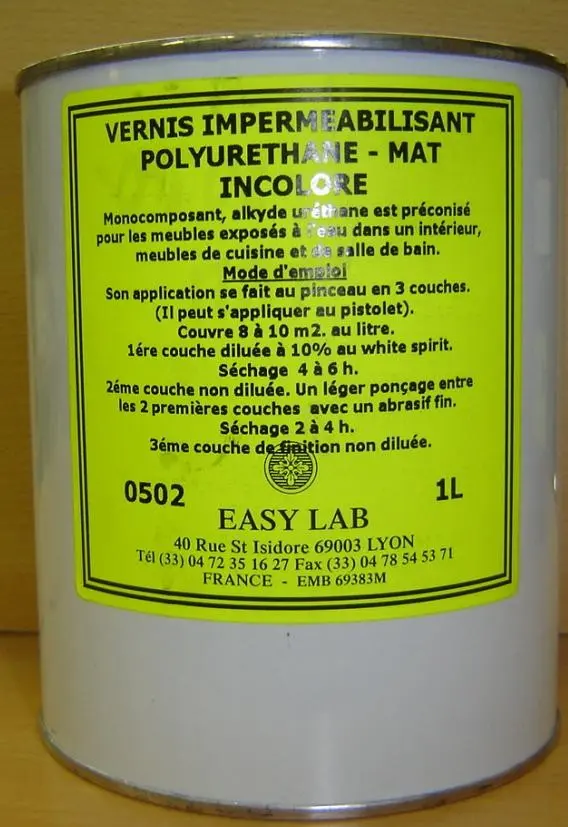 VERNIS IMPERMEABILISANT
POLYURETHANE - MAT
INCOLORE
Monocomposant, alkyde uréthane est préconisé
pour les meubles exposés à l'eau dans un intérieur,
meubles de cuisine et de salle de bain.
Mode d'emploi
Son application se fait au pinceau en 3 couches.
(Il peut s'appliquer au pistolet).
Couvre 8 à 10 m2. au litre.
1ére couche diluée à 10% au white spirit.
Séchage 4 à 6 h.
2éme couche non diluée. Un léger ponçage entre
les 2 premières couches avec un abrasif fin.
Séchage 2 à 4 h.
3éme couche de finition non diluée.
0502 1L
EASY LAB
40 Rue St Isidore 69003 LYON
Tél (33) 04 72 35 16 27 Fax (33) 04 78 54 53 71
FRANCE - EMB 69383M